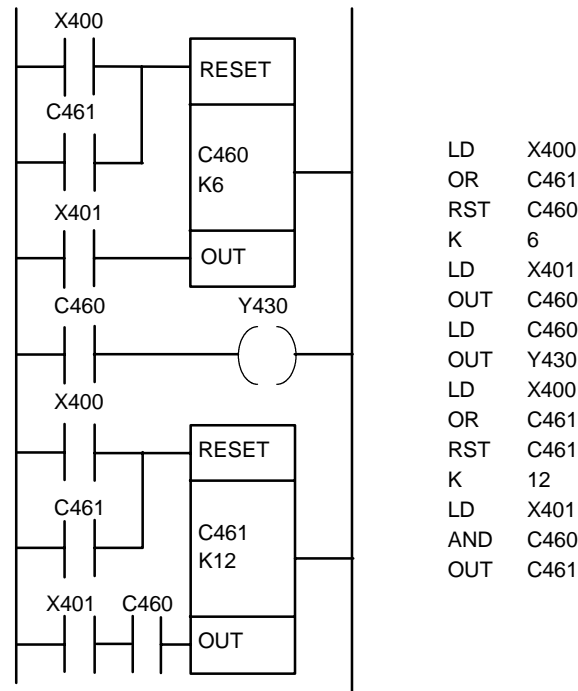 X400
RESET
C461
C460
K6
X401
OUT
C460 Y430
X400
RESET
C461
C461
K12
X401 C460
OUT
LD X400
OR C461
RST C460
K 6
LD X401
OUT C460
LD C460
OUT Y430
LD X400
OR C461
RST C461
K 12
LD X401
AND C460
OUT C461